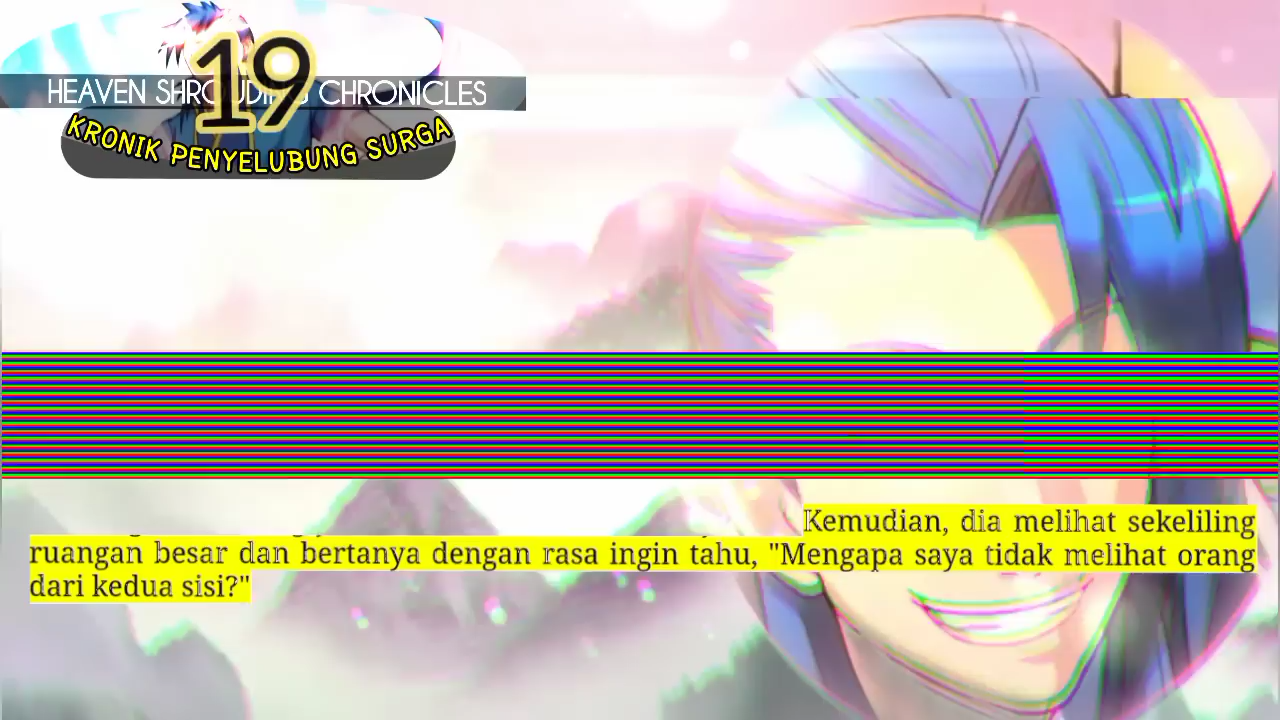 19
HEAVEN SHROUDING CHRONICLES
KRONIK PENYELUBUNG SURGA
Kemudian, dia melihat sekeliling
ruangan besar dan bertanya dengan rasa ingin tahu, "Mengapa saya tidak melihat orang
dari kedua sisi?"